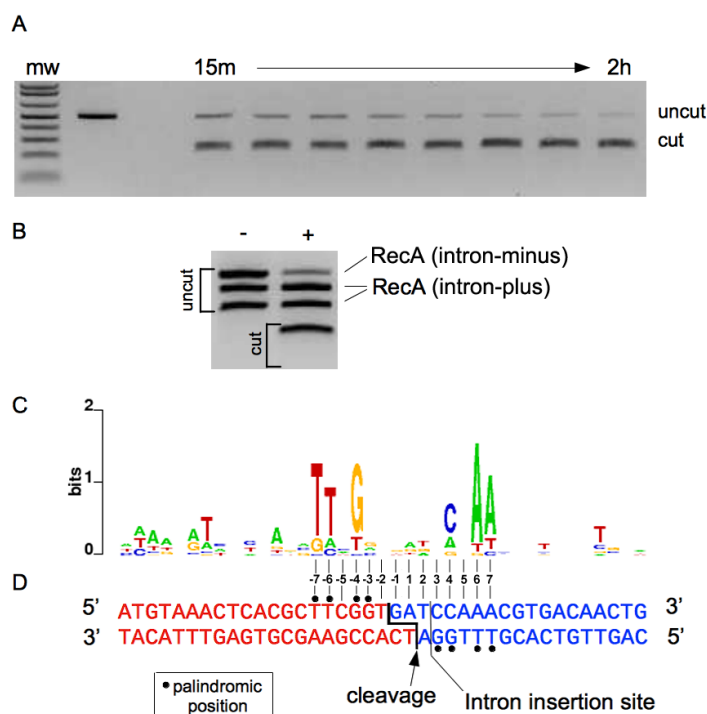 A
mw 15m 2h
uncut
cut
B
- +
RecA (intron-minus)
RecA (intron-plus)
uncut
cut
C
2
bits
1
0
D
-7 -6 -5 -4 -3 -2 -1 1 2 3 4 5 6 7
5’ ATGTAAACTCACGCTTCGGTGATCCAAACGTGACAACTG 3’
3’ TACATTTGAGTGCGAAGCCACTAGGTTTGCACTGTTGAC 5’
• palindromic
position
cleavage
Intron insertion site